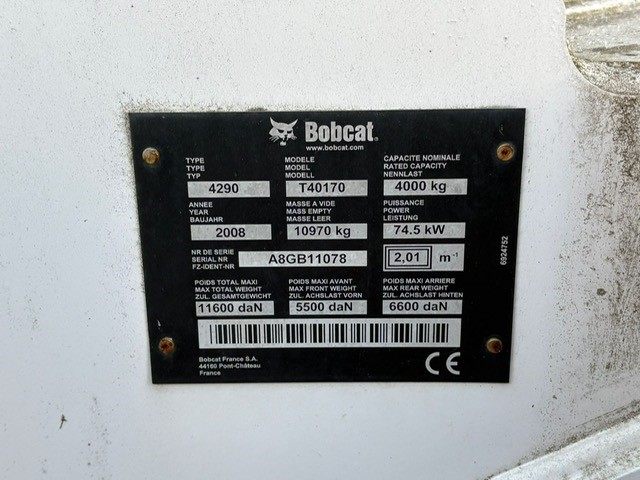 Bobcat.
www.bobcat.com
TYPE
TYPE
TYP
4290
MODELE
MODEL
MODELL
T40170
CAPACITE NOMINALE
RATED CAPACITY
NENNLAST
4000 kg
ANNEE
YEAR
BAUJAHR
2008
MASSE A VIDE
MASS EMPTY
MASSE LEER
10970 kg
PUISSANCE
POWER
LEISTUNG
74.5 kW
NR DE SERIE
SERIAL NR
FZ-IDENT-NR
A8GB11078
2,01 m⁻¹
POIDS TOTAL MAXI
MAX TOTAL WEIGHT
ZUL. GESAMTGEWICHT
11600 daN
POIDS MAXI AVANT
MAX FRONT WEIGHT
ZUL. ACHSLAST VORN
5500 daN
POIDS MAXI ARRIERE
MAX REAR WEIGHT
ZUL. ACHSLAST HINTEN
6600 daN
Bobcat France S.A.
44160 Pont-Château
France
CE
6924752